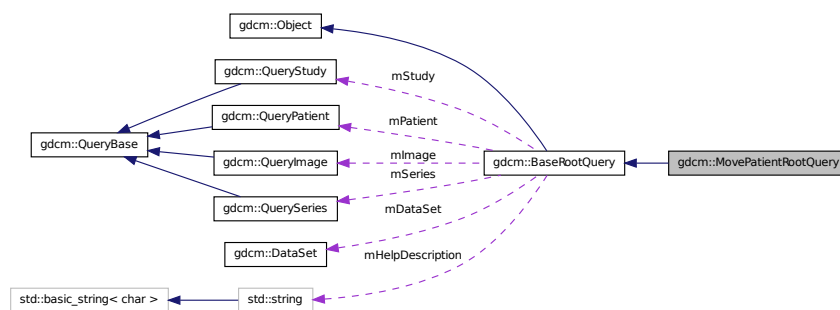 gdcm::Object
gdcm::QueryStudy
mStudy
gdcm::QueryPatient
mPatient
gdcm::QueryBase
mImage
gdcm::QueryImage
gdcm::BaseRootQuery
gdcm::MovePatientRootQuery
mSeries
gdcm::QuerySeries
mDataSet
gdcm::DataSet
mHelpDescription
std::basic_string< char >
std::string